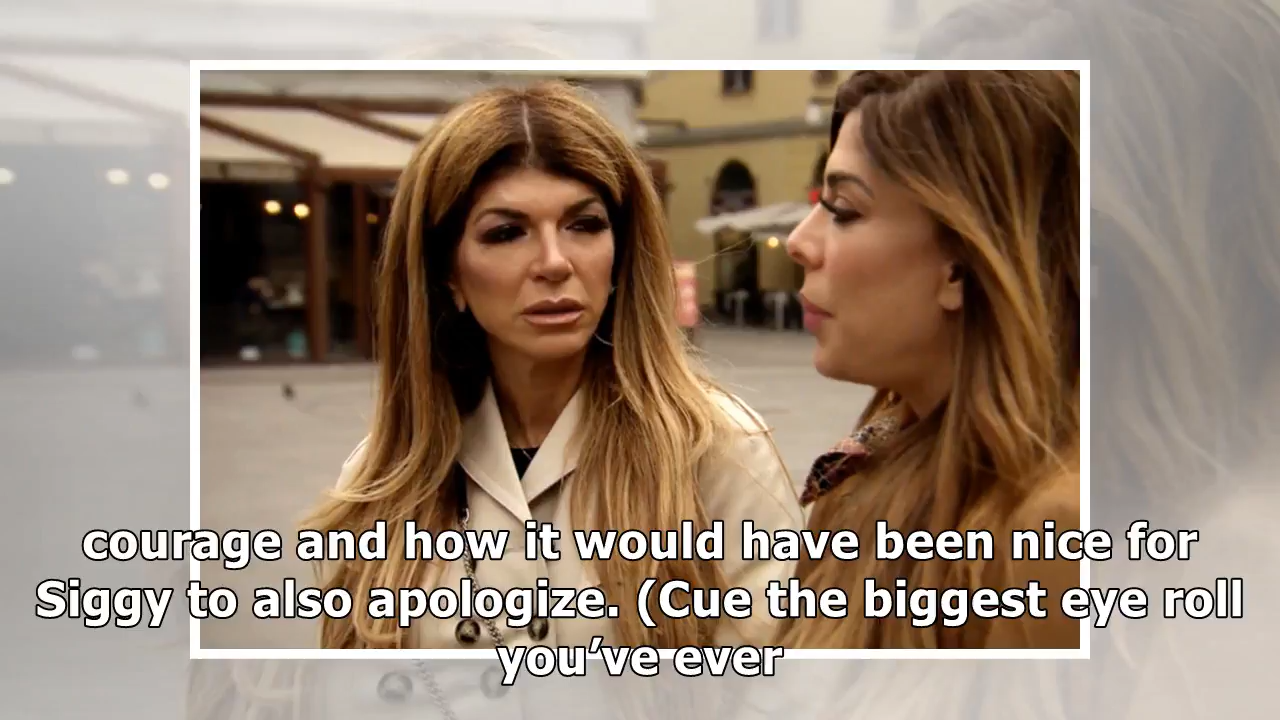 courage and how it would have been nice for
Siggy to also apologize. (Cue the biggest eye roll
you’ve ever